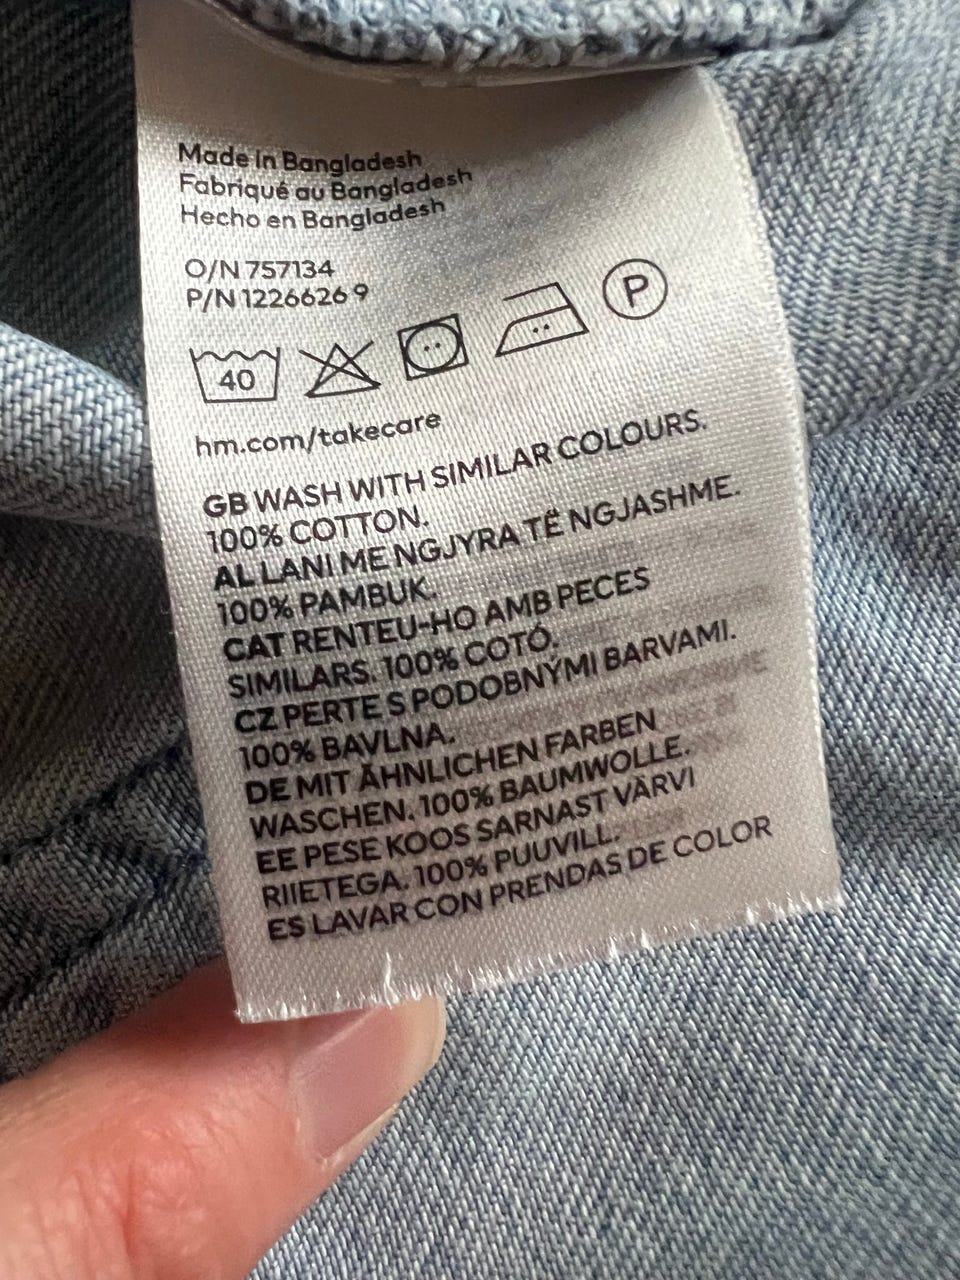 Made in Bangladesh
Fabriqué au Bangladesh
Hecho en Bangladesh
O/N 757134
P/N 1226626 9
40
P
hm.com/takecare
GB WASH WITH SIMILAR COLOURS.
100% COTTON.
AL LANI ME NGJYRA TË NGJASHME.
100% PAMBUK.
CAT RENTEU-HO AMB PECES
SIMILARS. 100% COTÓ.
CZ PERTE S PODOBNÝMI BARVAMI.
100% BAVLNA.
DE MIT ÄHNLICHEN FARBEN
WASCHEN. 100% BAUMWOLLE.
EE PESE KOOS SARNAST VÄRVI
RIIETEGA. 100% PUUVILL.
ES LAVAR CON PRENDAS DE COLOR